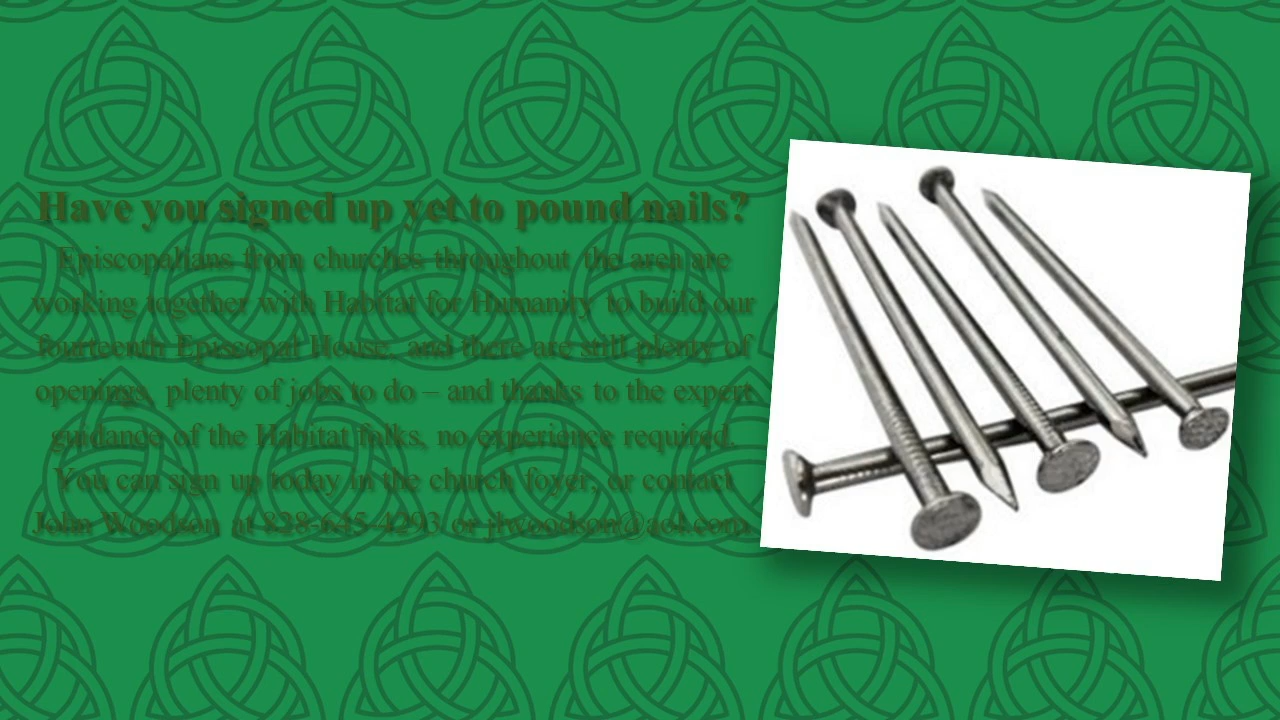 Have you signed up yet to pound nails?
Episcopalians from churches throughout the area are
working together with Habitat for Humanity to build our
fourteenth Episcopal House, and there are still plenty of
openings, plenty of jobs to do – and thanks to the expert
guidance of the Habitat folks, no experience required.
You can sign up today in the church foyer, or contact
John Woodson at 828-645-4293 or jhwoodson@aol.com.